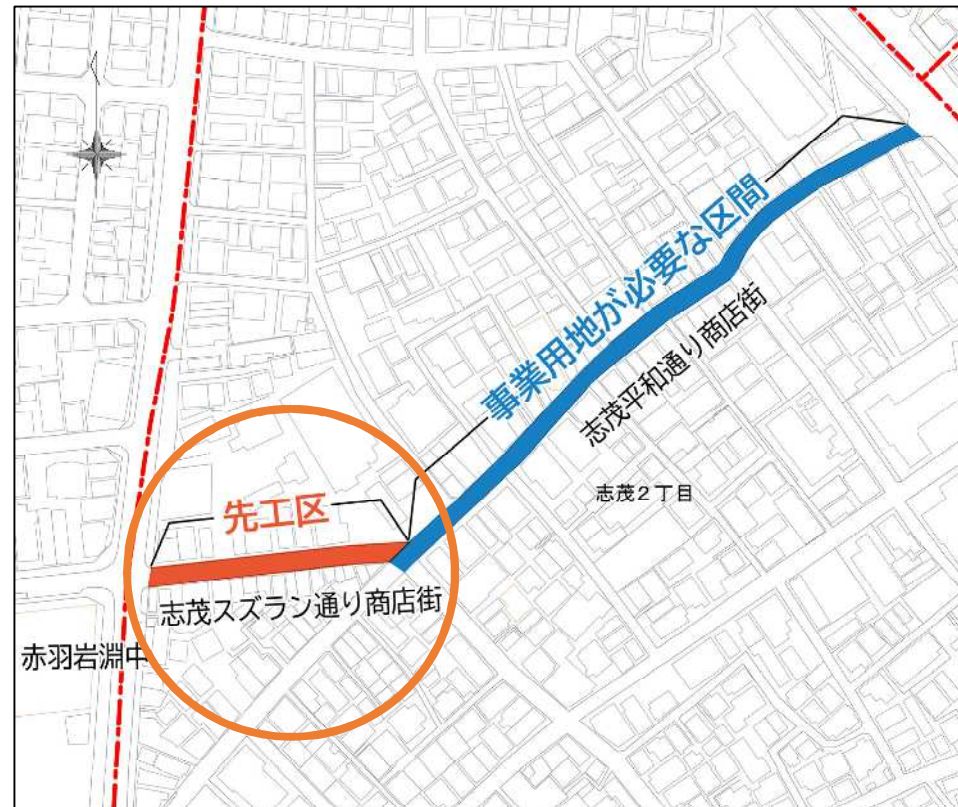 事業用地が必要な区間
志茂平和通り商店街
志茂2丁目
先工区
志茂スズラン通り商店街
赤羽岩淵中